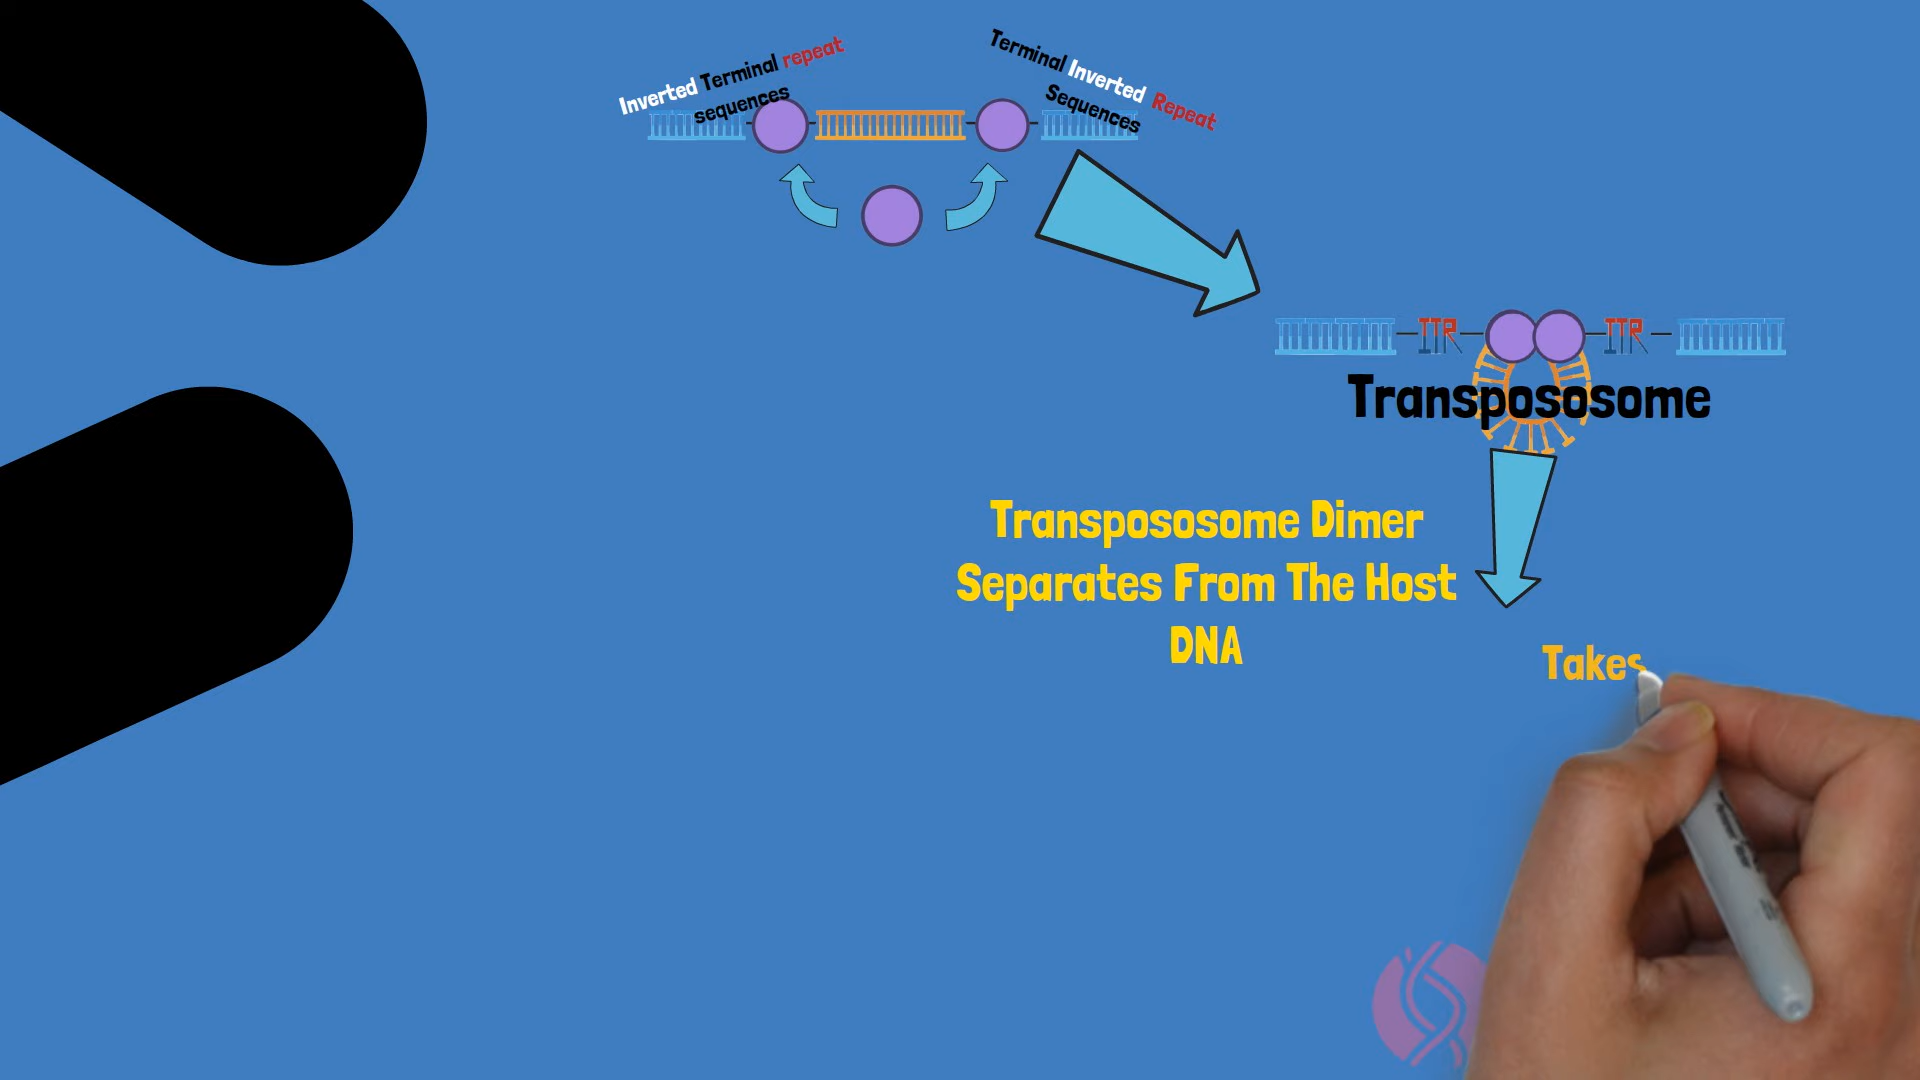 Inverted Terminal repeat
sequences
Terminal Inverted Repeat
Sequences
ITR
ITR
Transpososome
Transpososome Dimer
Separates From The Host
DNA
Takes